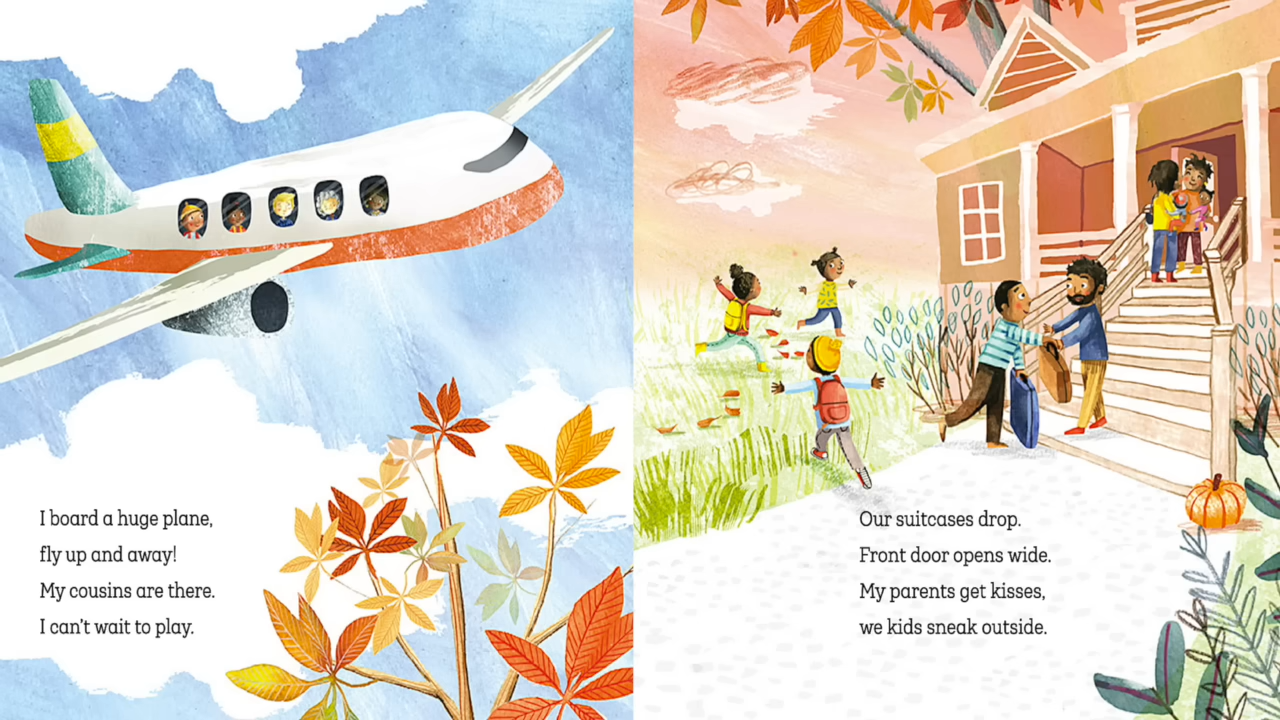 I board a huge plane,
fly up and away!
My cousins are there.
I can't wait to play.
Our suitcases drop.
Front door opens wide.
My parents get kisses,
we kids sneak outside.